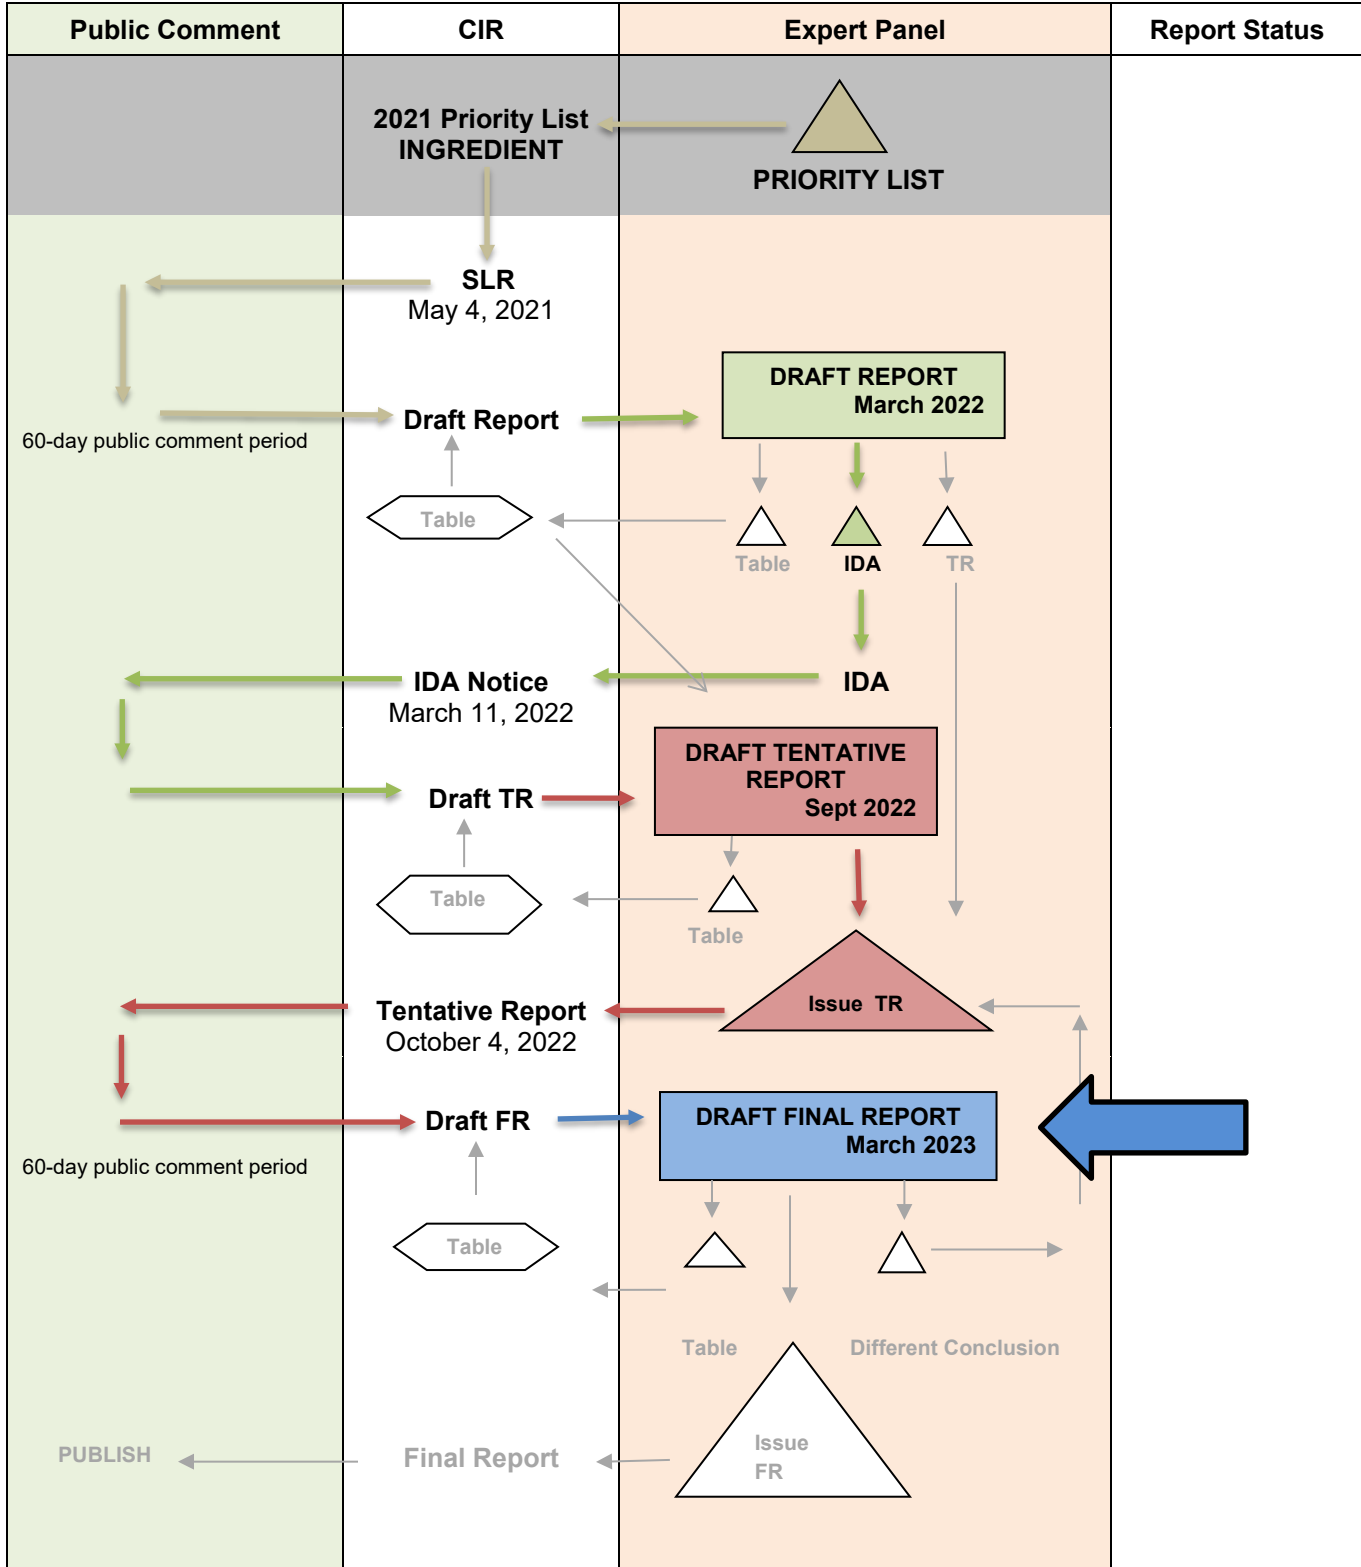 Public Comment
CIR
Expert Panel
Report Status
2021 Priority List
INGREDIENT
PRIORITY LIST
SLR
May 4, 2021
DRAFT REPORT
March 2022
60-day public comment period
Draft Report
Table
Table
IDA
TR
IDA Notice
March 11, 2022
IDA
DRAFT TENTATIVE
REPORT
Sept 2022
Draft TR
Table
Table
Tentative Report
October 4, 2022
Issue TR
60-day public comment period
Draft FR
DRAFT FINAL REPORT
March 2023
Table
Table
Different Conclusion
PUBLISH
Final Report
Issue
FR